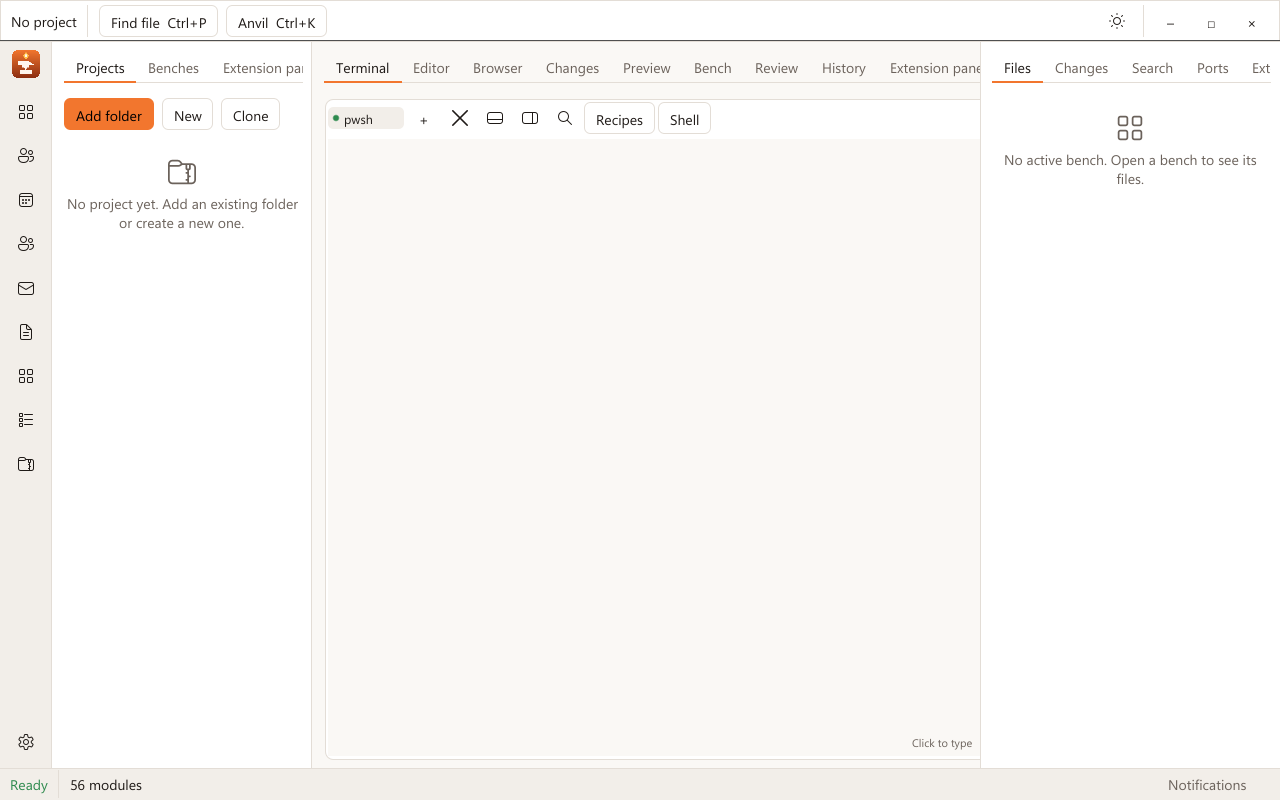 No project
Find file Ctrl+P
Anvil Ctrl+K
Projects
Benches
Extension par
Terminal
Editor
Browser
Changes
Preview
Bench
Review
History
Extension pane
Files
Changes
Search
Ports
Ext
Add folder
New
Clone
pwsh
Recipes
Shell
No project yet. Add an existing folder
or create a new one.
No active bench. Open a bench to see its
files.
Click to type
Ready
56 modules
Notifications